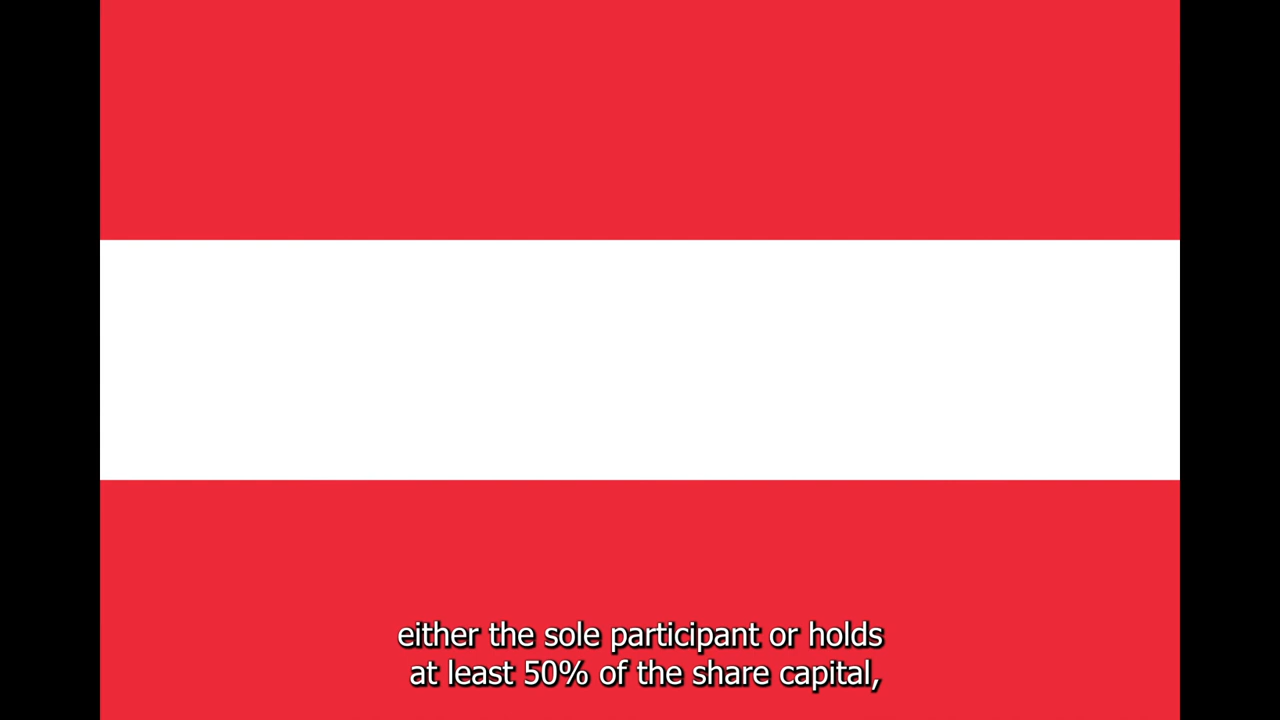 either the sole participant or holds
at least 50% of the share capital,